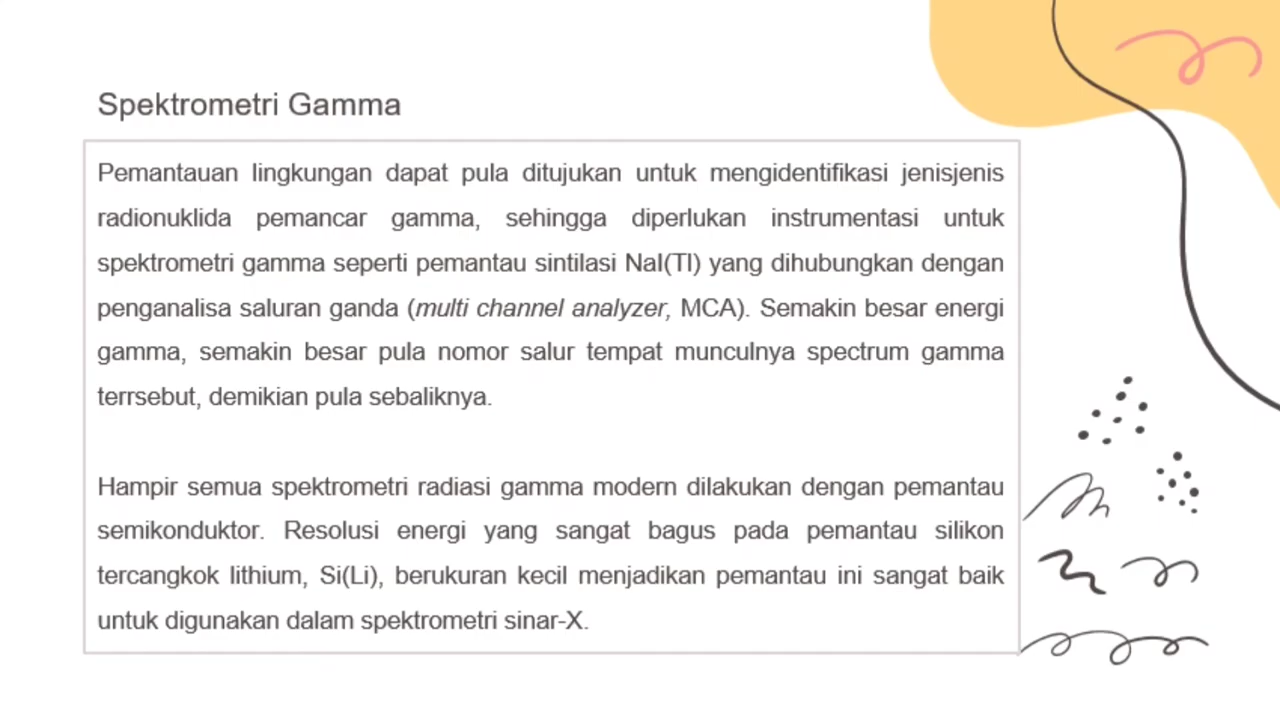 Spektrometri Gamma
Pemantauan lingkungan dapat pula ditujukan untuk mengidentifikasi jenisjenis
radionuklida pemancar gamma, sehingga diperlukan instrumentasi untuk
spektrometri gamma seperti pemantau sintilasi NaI(Tl) yang dihubungkan dengan
penganalisa saluran ganda (multi channel analyzer, MCA). Semakin besar energi
gamma, semakin besar pula nomor salur tempat munculnya spectrum gamma
terrsebut, demikian pula sebaliknya.
Hampir semua spektrometri radiasi gamma modern dilakukan dengan pemantau
semikonduktor. Resolusi energi yang sangat bagus pada pemantau silikon
tercangkok lithium, Si(Li), berukuran kecil menjadikan pemantau ini sangat baik
untuk digunakan dalam spektrometri sinar-X.